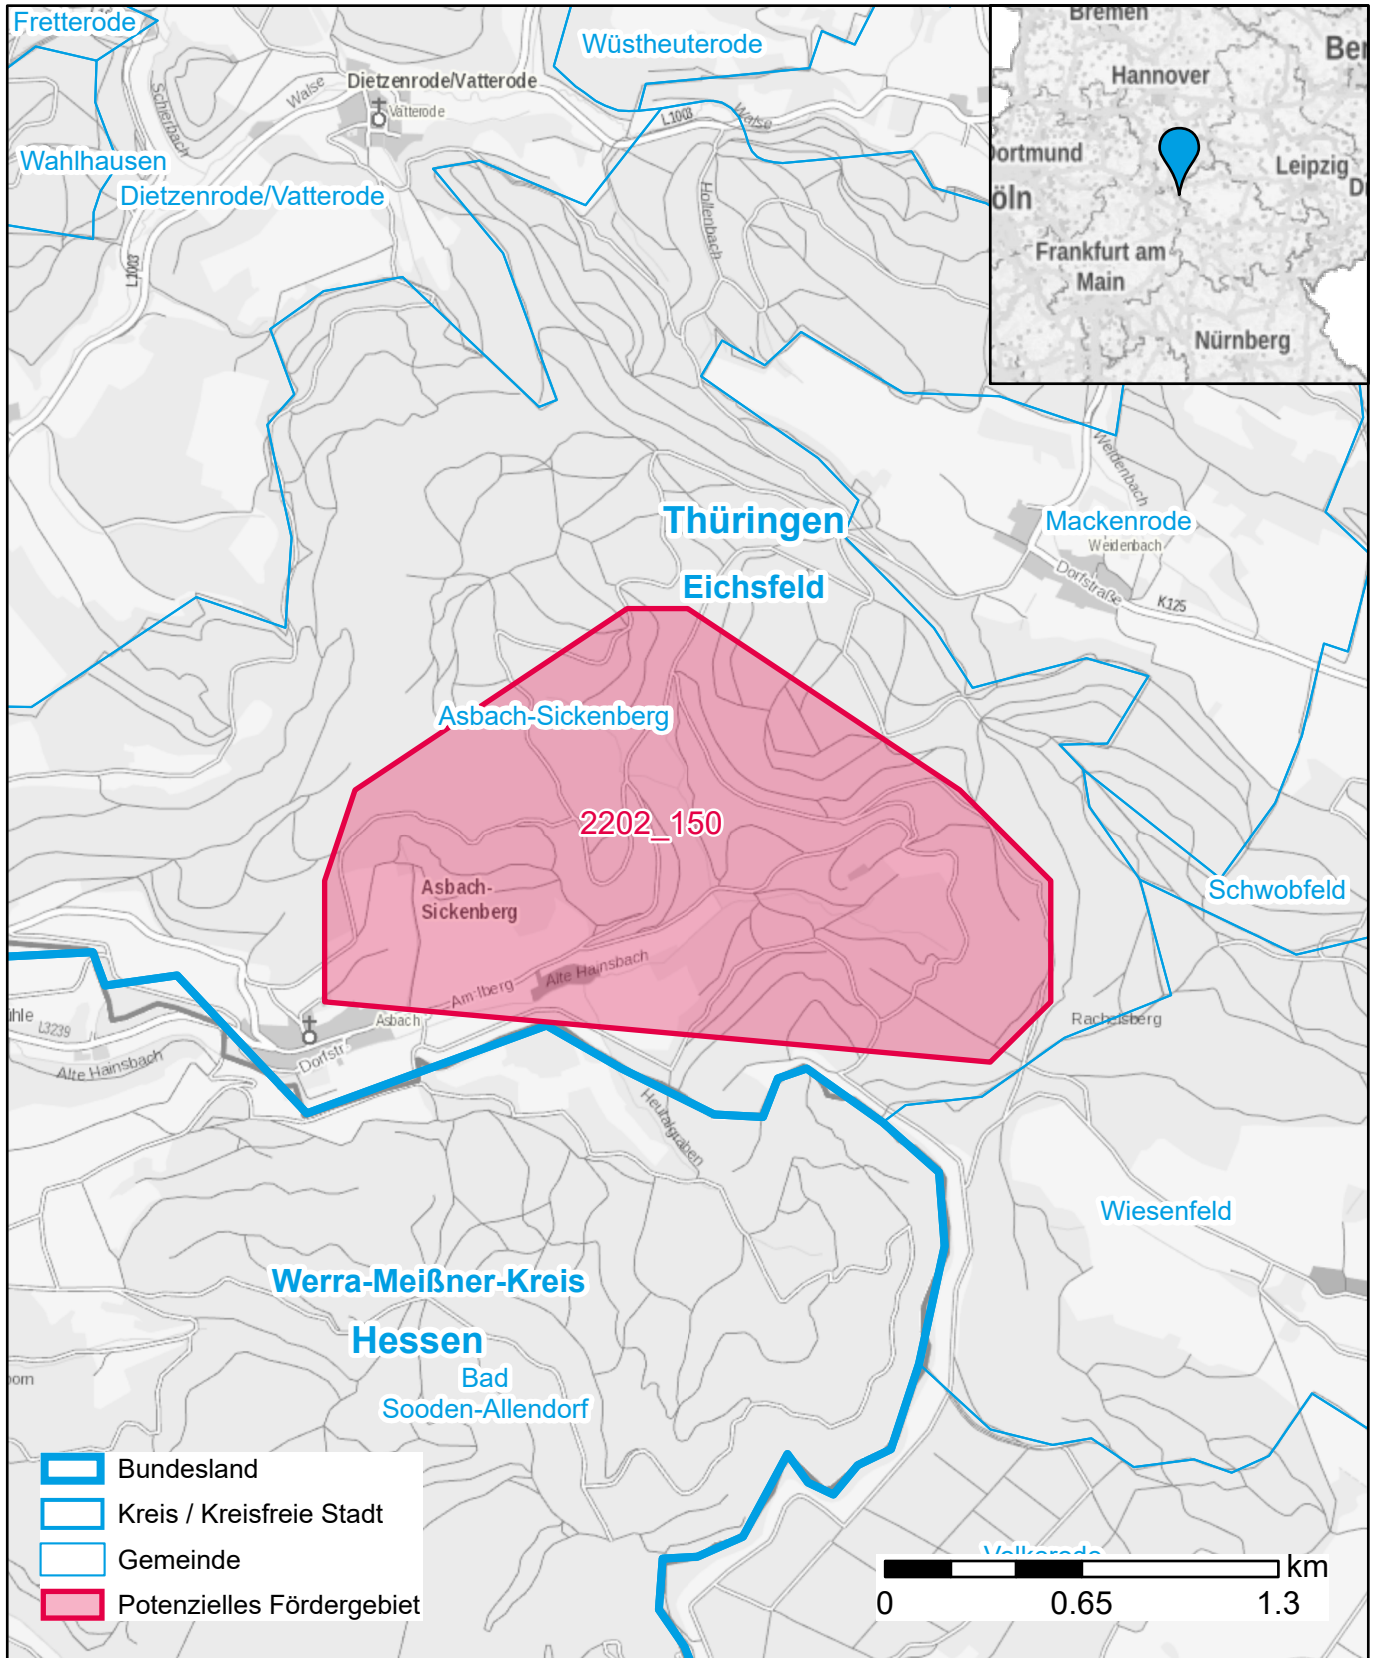 Fretterode
Wüstheuterode
Dietzenrode/Vatterode
Vatterode
Walse
Scherbach
L1003
Walse
Wahlhausen
Dietzenrode/Vatterode
Hollenbach
L1003
Bremen
Hannover
Dortmund
Leipzig
Frankfurt am
Main
Nürnberg
Weidenbach
Thüringen
Mackenrode
Weidenbach
Dorfstraße
K125
Eichsfeld
Asbach-Sickenberg
2202_150
Asbach-
Sickenberg
Schwobfeld
Alte Hainsbach
Asbach
Rachelsberg
L3239
Dorfstr.
Alte Hainsbach
Heutalgraben
Wiesenfeld
Werra-Meißner-Kreis
Hessen
Bad
Sooden-Allendorf
Bundesland
Kreis / Kreisfreie Stadt
Gemeinde
Potenzielles Fördergebiet
km
0
0.65
1.3